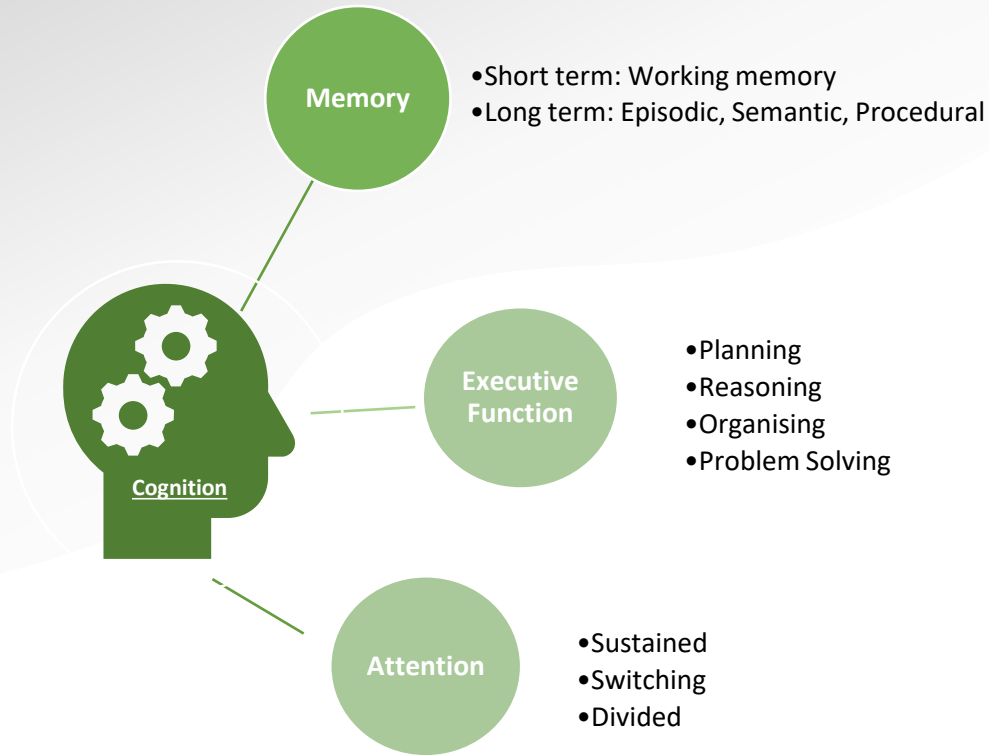 Memory
•Short term: Working memory
•Long term: Episodic, Semantic, Procedural
Executive
Function
•Planning
•Reasoning
•Organising
•Problem Solving
Cognition
Attention
•Sustained
•Switching
•Divided